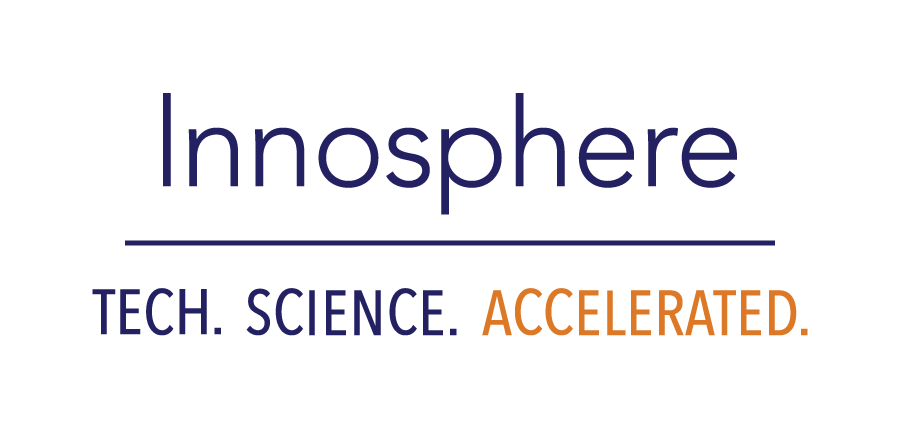 Innosphere
TECH. SCIENCE. ACCELERATED.